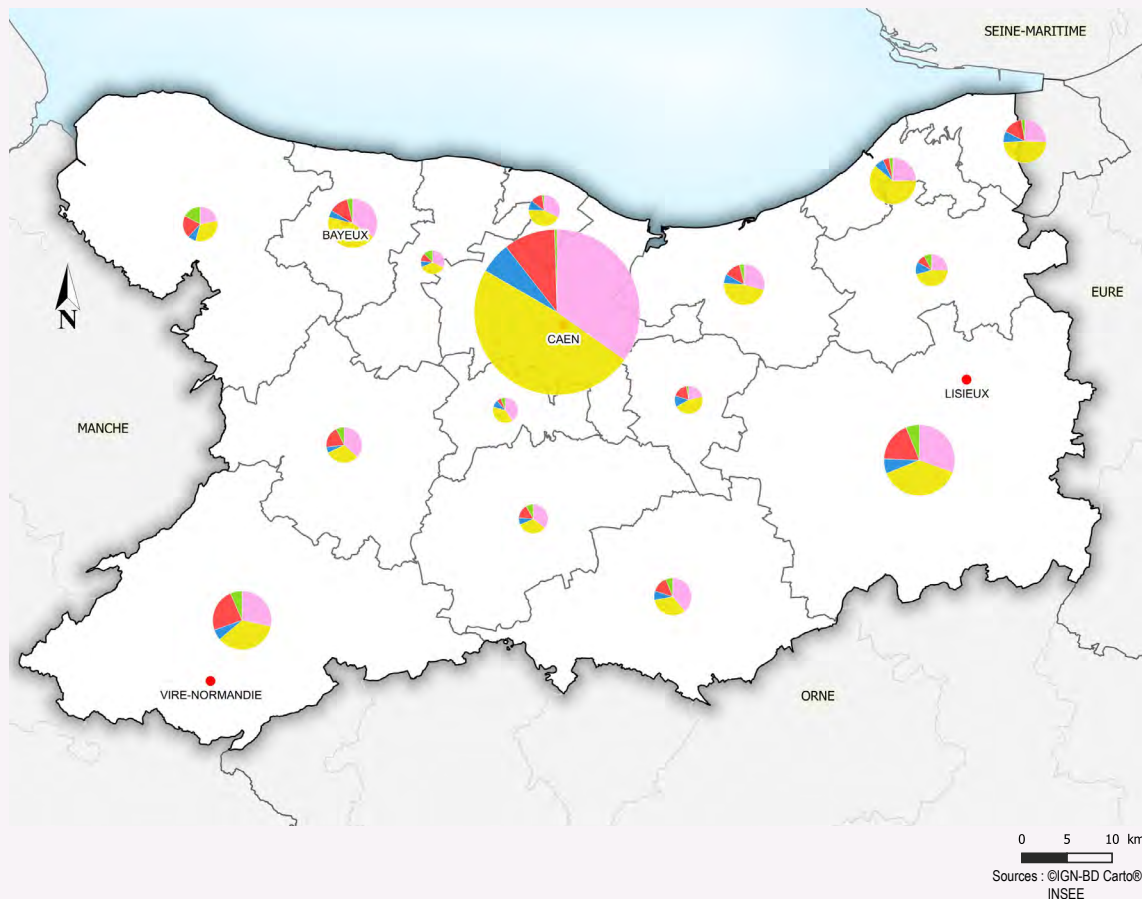 SEINE-MARITIME
BAYEUX
EURE
N
CAEN
LISIEUX
MANCHE
VIRE-NORMANDIE
ORNE
0 5 10 km
Sources : ©IGN-BD Carto®
INSEE